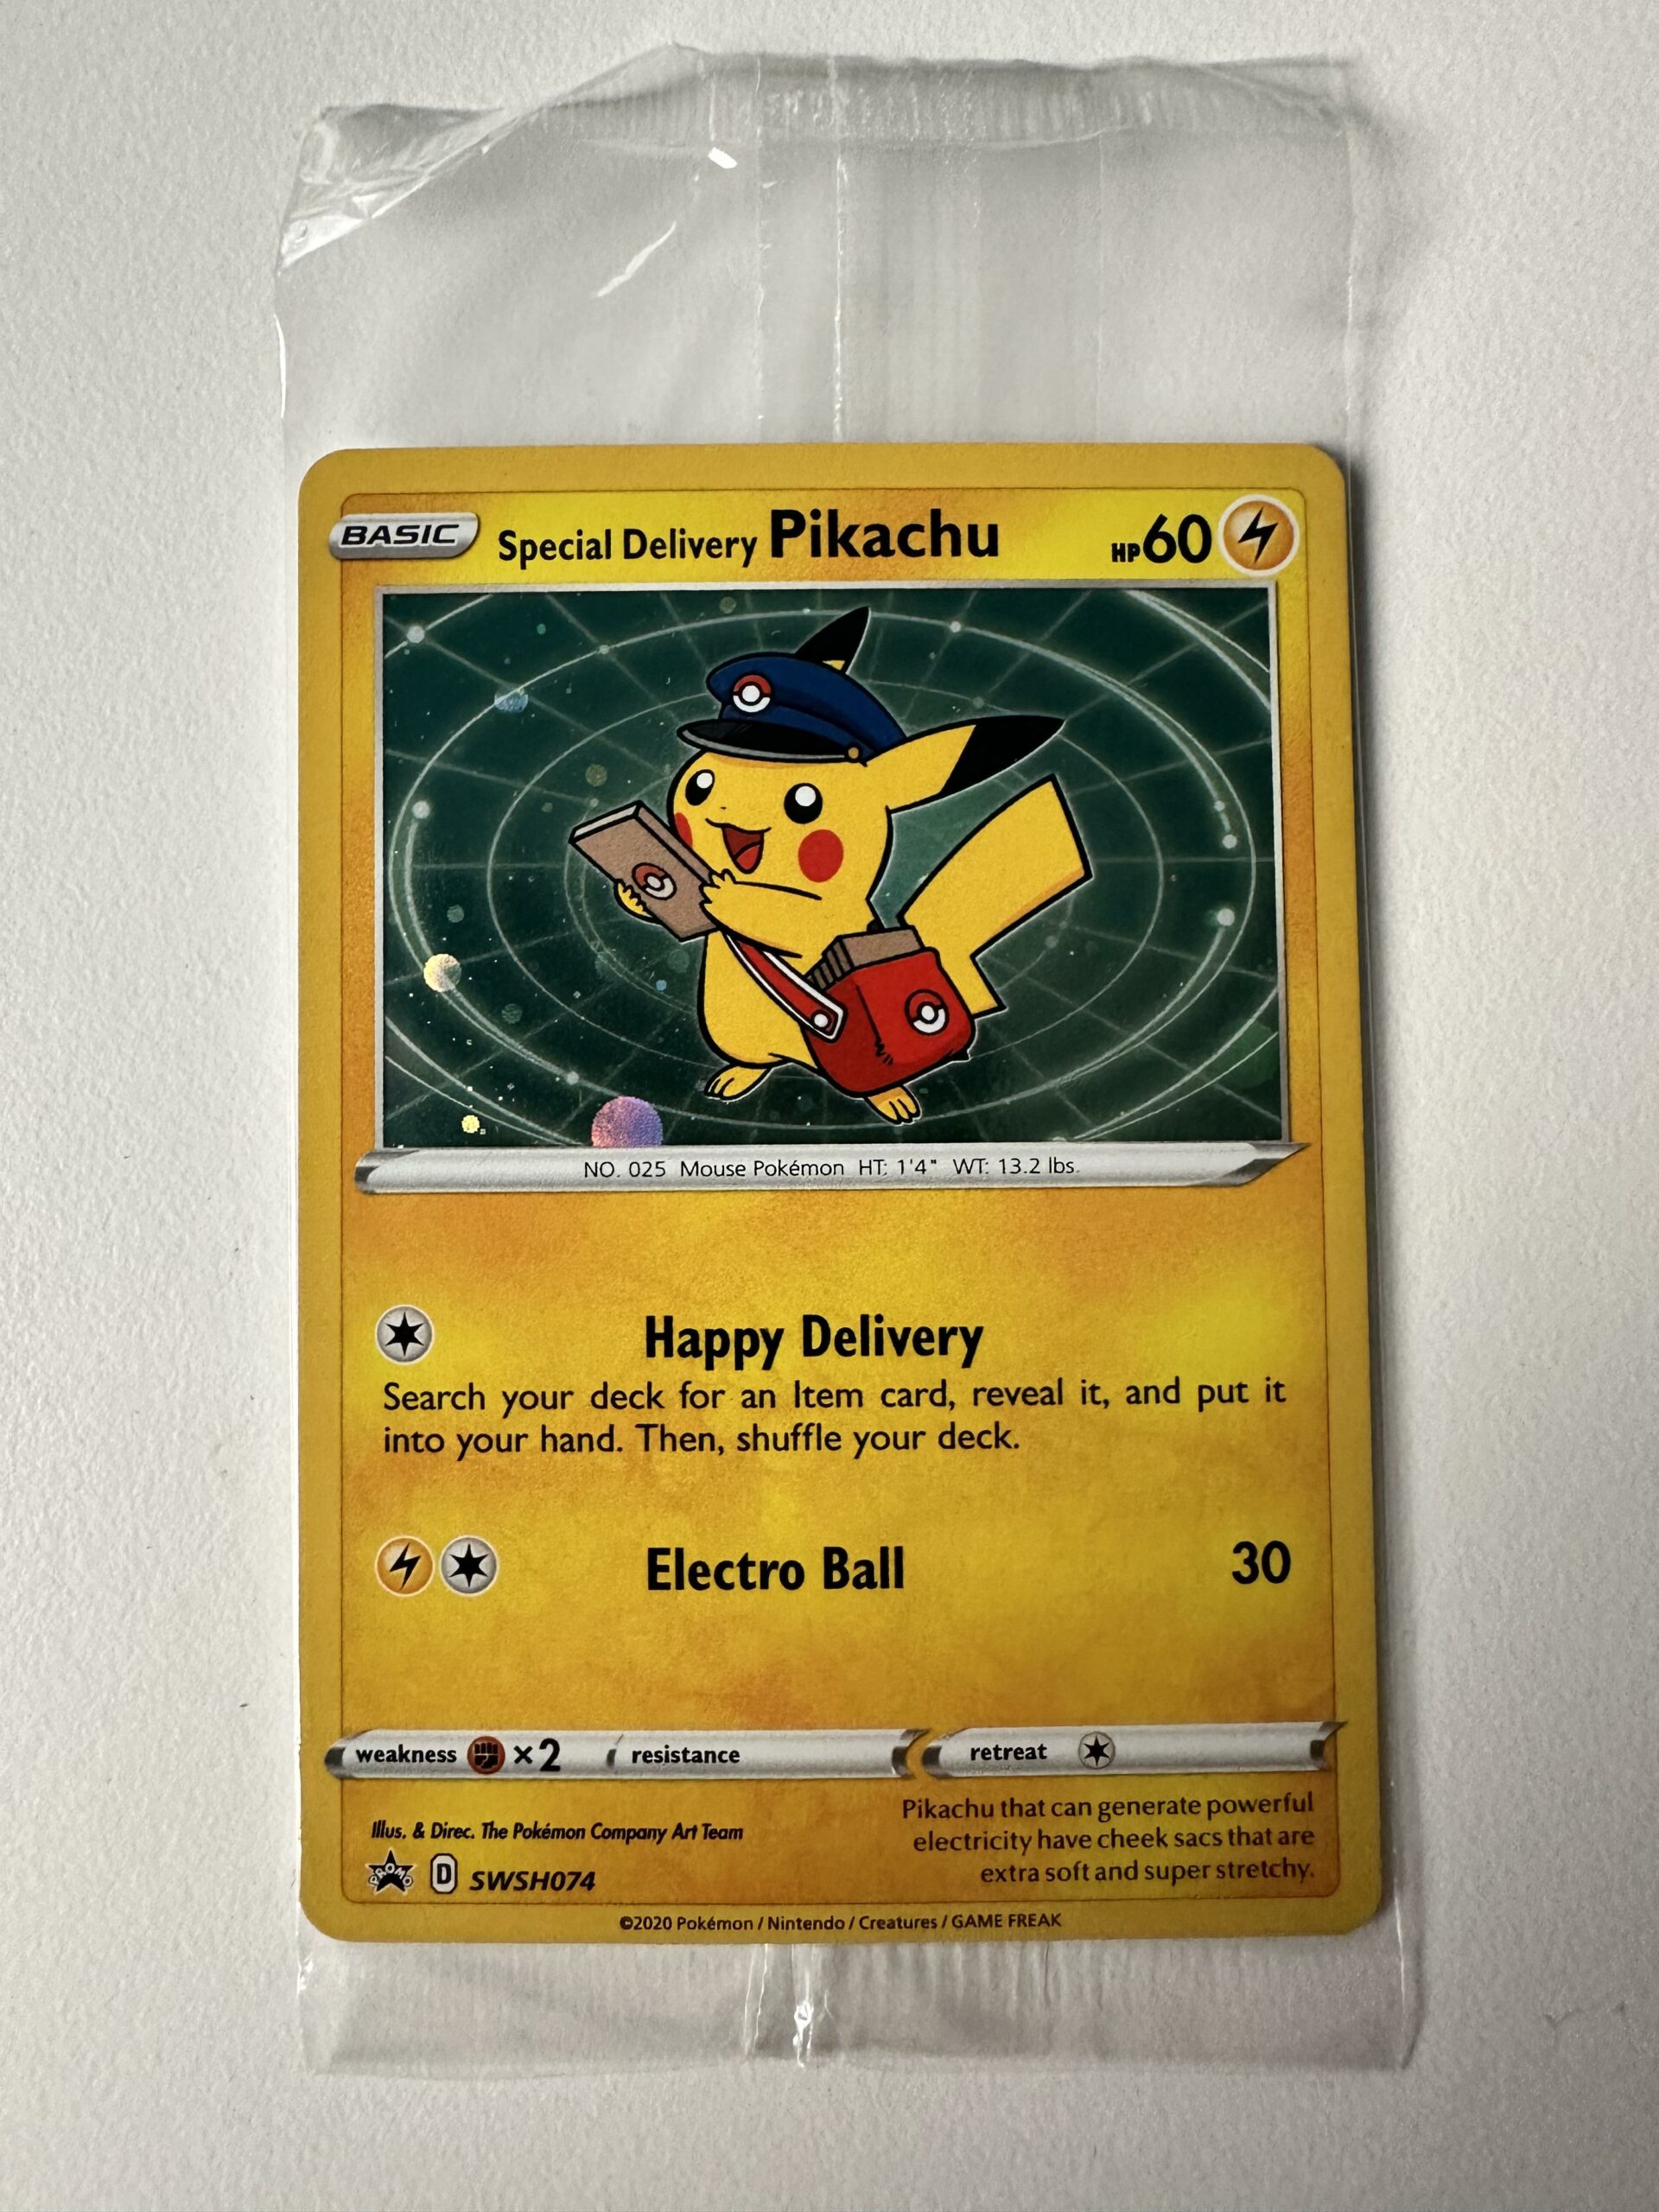 BASIC Special Delivery Pikachu HP60
NO. 025 Mouse Pokémon HT: 1'4" WT: 13.2 lbs.
Happy Delivery
Search your deck for an Item card, reveal it, and put it
into your hand. Then, shuffle your deck.
Electro Ball 30
weakness ×2 resistance retreat
Illus. & Direc. The Pokémon Company Art Team
PROMO D SWSH074
Pikachu that can generate powerful
electricity have cheek sacs that are
extra soft and super stretchy.
©2020 Pokémon / Nintendo / Creatures / GAME FREAK